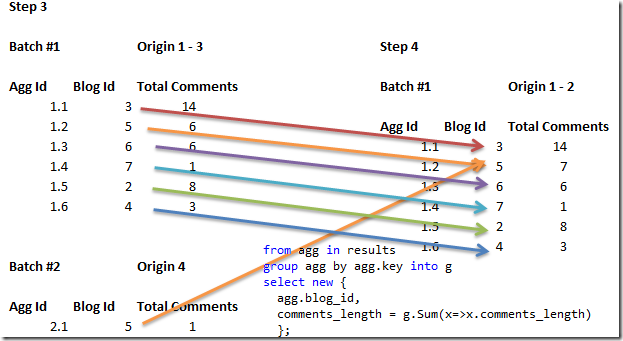 Step 3
Batch #1 Origin 1 - 3
Agg Id Blog Id Total Comments
1.1 3 14
1.2 5 6
1.3 6 6
1.4 7 1
1.5 2 8
1.6 4 3
Batch #2 Origin 4
Agg Id Blog Id Total Comments
2.1 5 1
Step 4
Batch #1 Origin 1 - 2
Agg Id Blog Id Total Comments
1.1 3 14
1.2 5 7
1.3 6 6
1.4 7 1
1.5 2 8
1.6 4 3
from agg in results
group agg by agg.key into g
select new {
agg.blog_id,
comments_length = g.Sum(x=>x.comments_length)
};